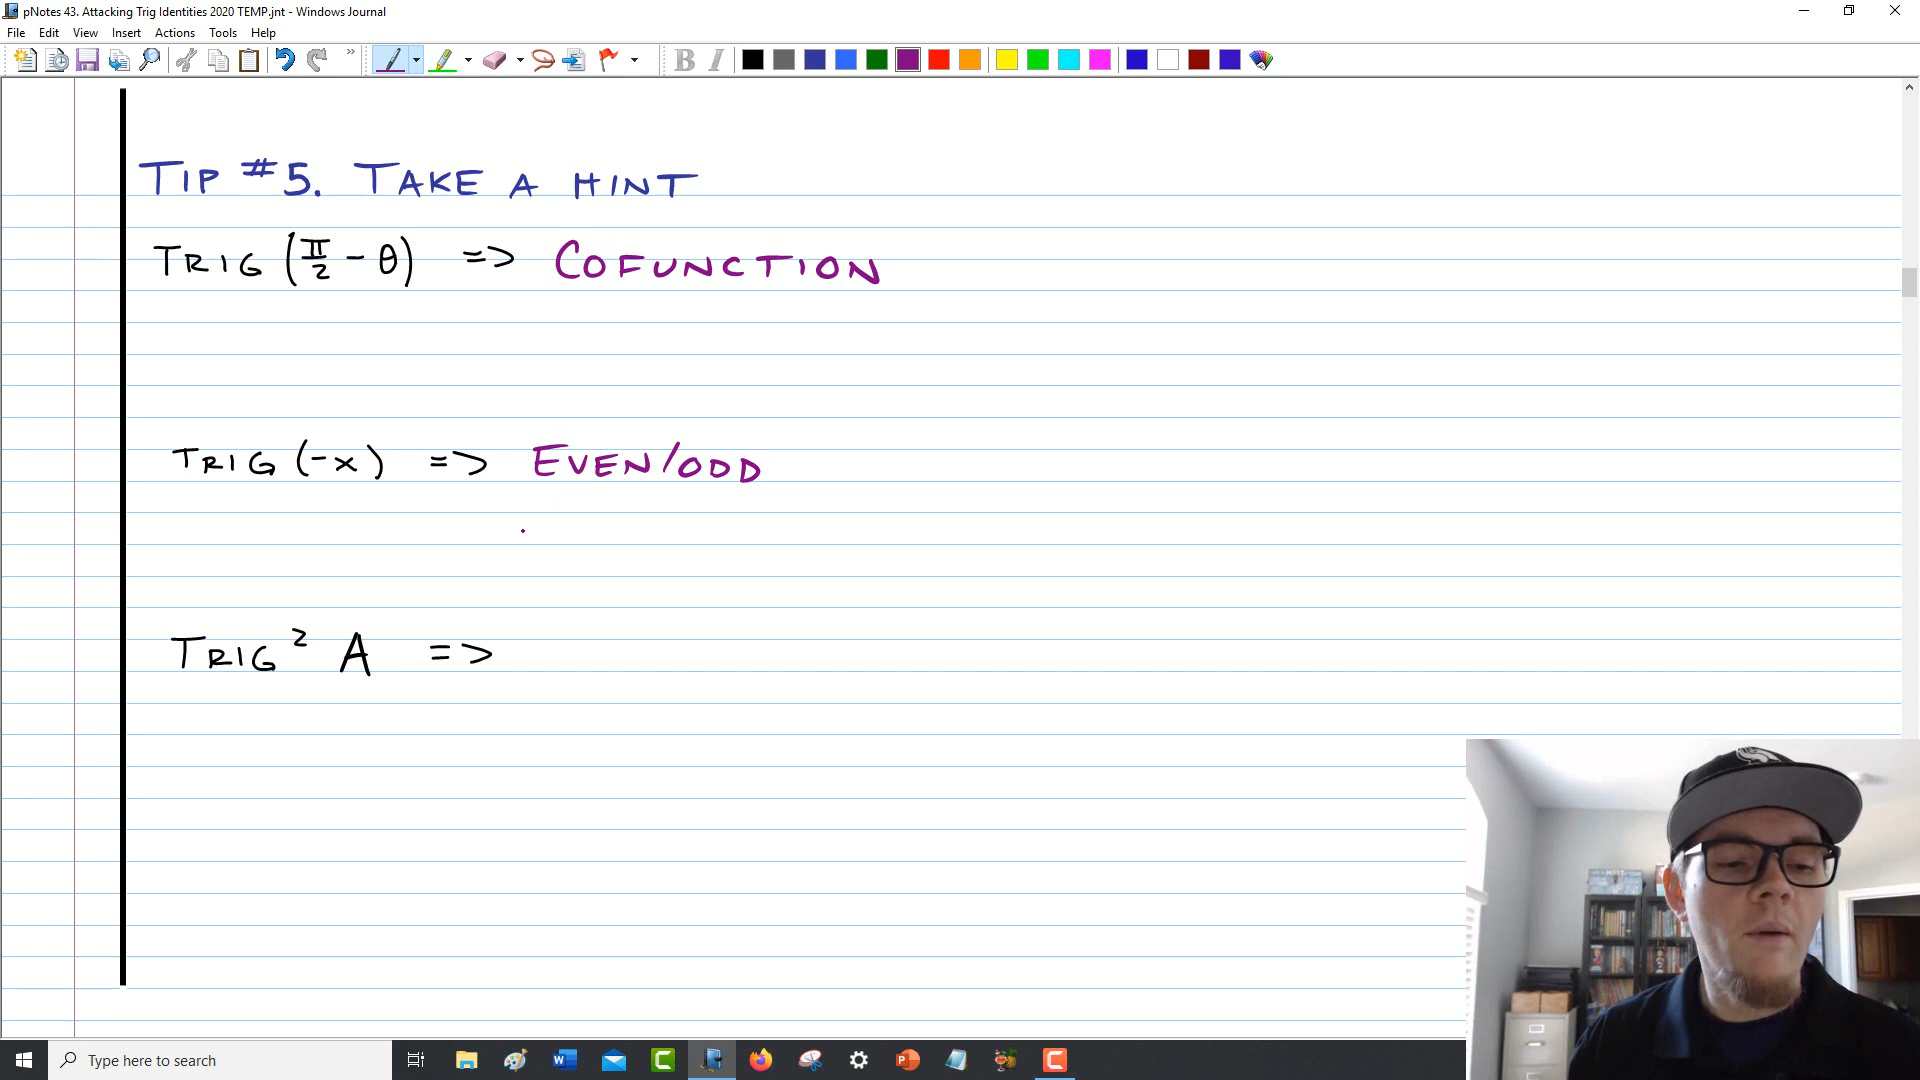 pNotes 43. Attacking Trig Identities 2020 TEMP.jnt - Windows Journal
File Edit View Insert Actions Tools Help
B I
TIP #5. TAKE A HINT
TRIG (π/2 - θ) => COFUNCTION
TRIG (-x) => EVEN/ODD
TRIG² A =>
Type here to search